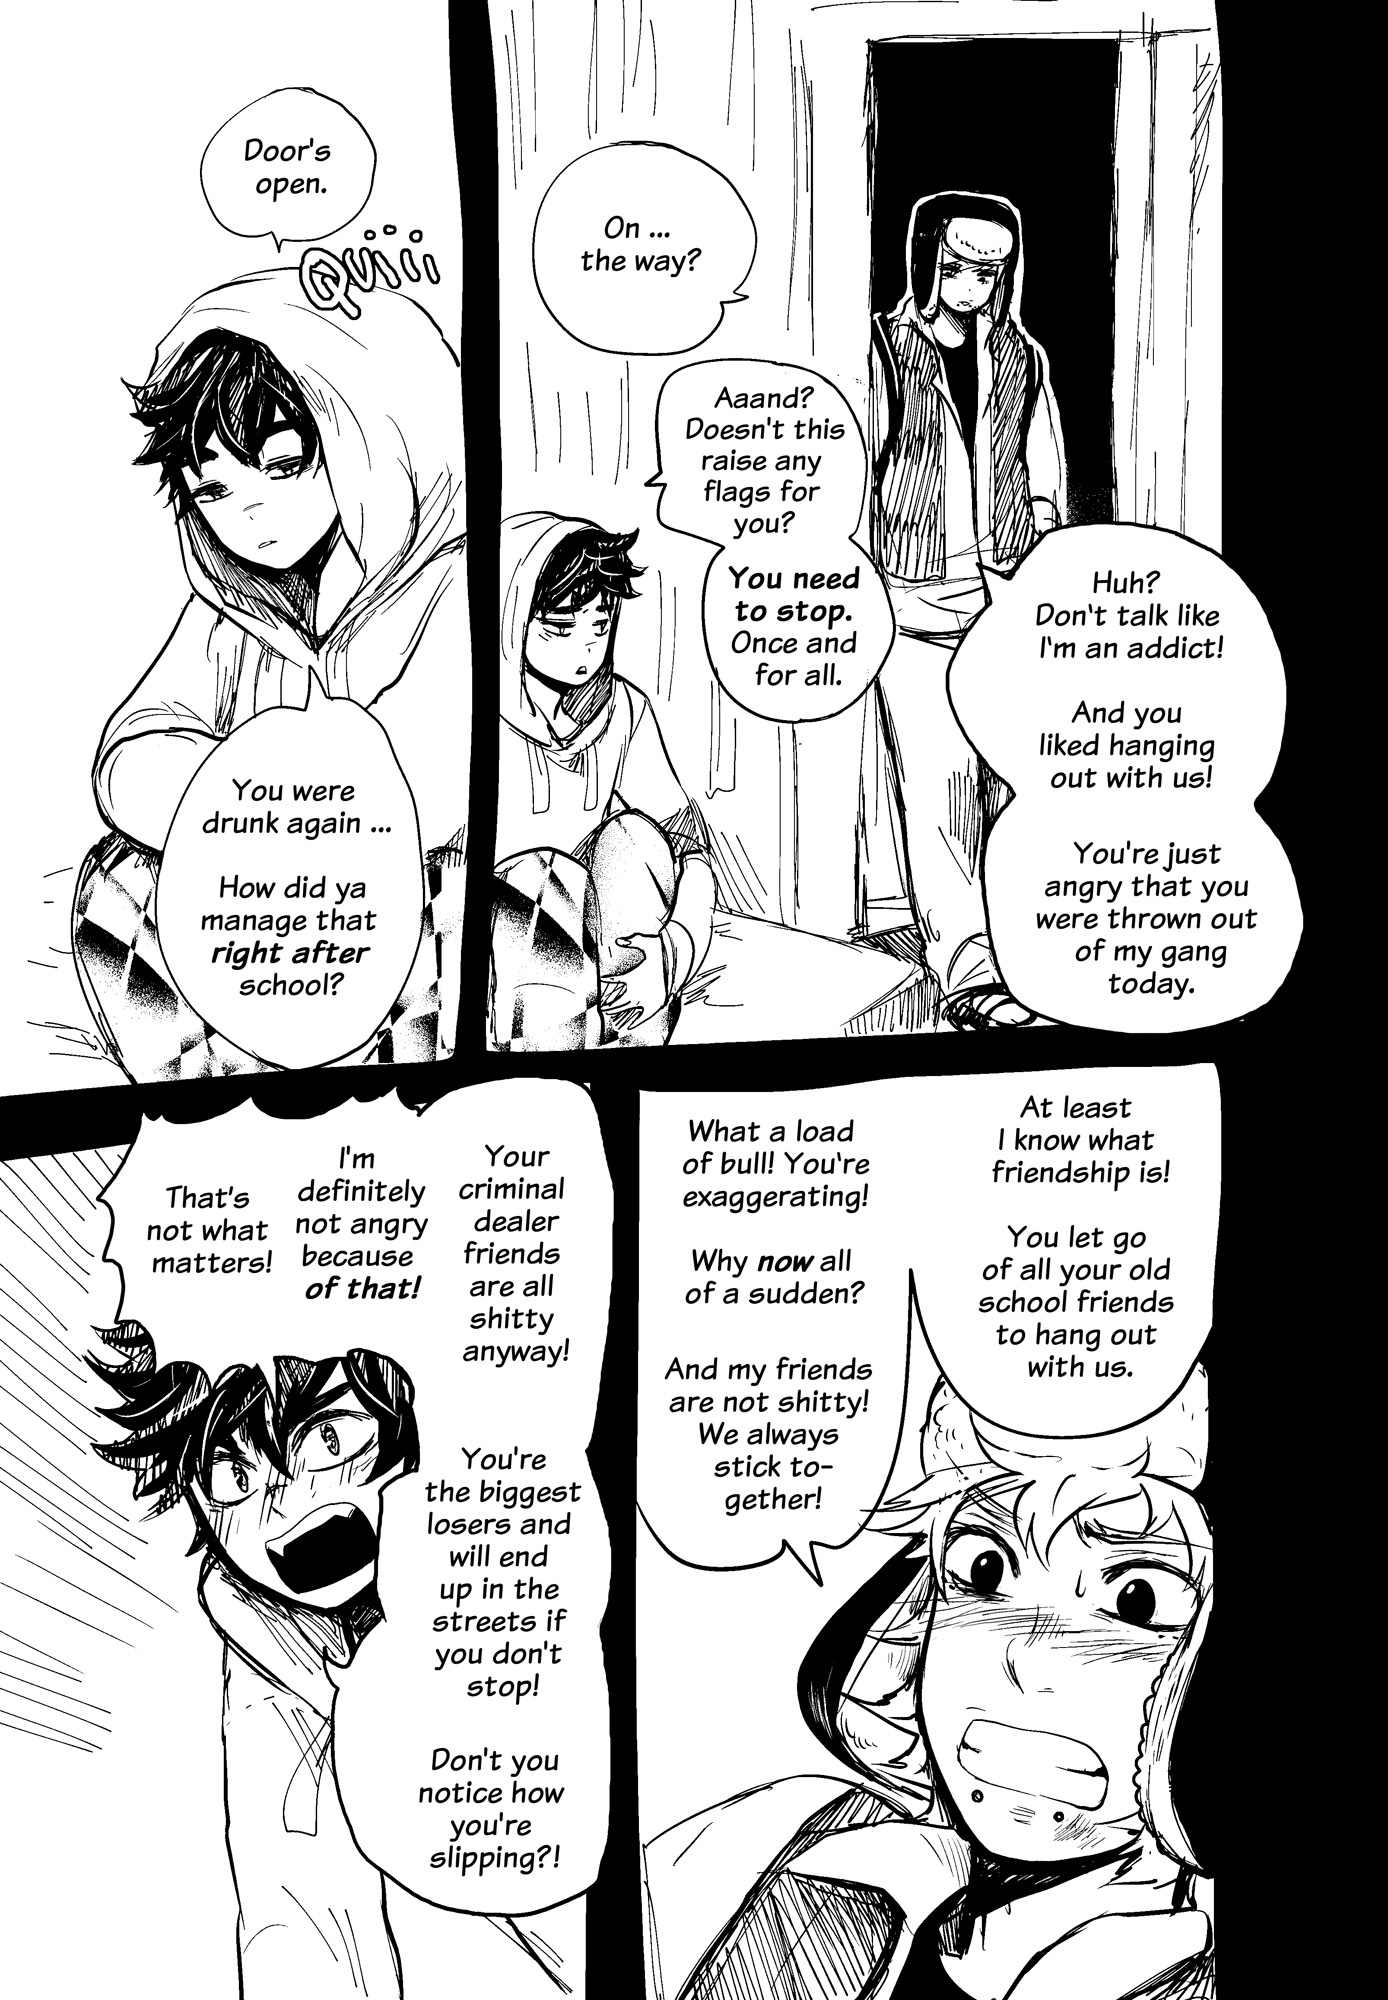 Door's
open.
Quiiii
You were
drunk again ...
How did ya
manage that
right after
school?
On ...
the way?
Aaand?
Doesn't this
raise any
flags for
you?
You need
to stop.
Once and
for all.
Huh?
Don't talk like
I'm an addict!
And you
liked hanging
out with us!
You're just
angry that you
were thrown out
of my gang
today.
That's
not what
matters!
I'm
definitely
not angry
because
of that!
Your
criminal
dealer
friends
are all
shitty
anyway!
You're
the biggest
losers and
will end
up in the
streets if
you don't
stop!
Don't you
notice how
you're
slipping?!
What a load
of bull! You're
exaggerating!
Why now all
of a sudden?
And my friends
are not shitty!
We always
stick to-
gether!
At least
I know what
friendship is!
You let go
of all your old
school friends
to hang out
with us.